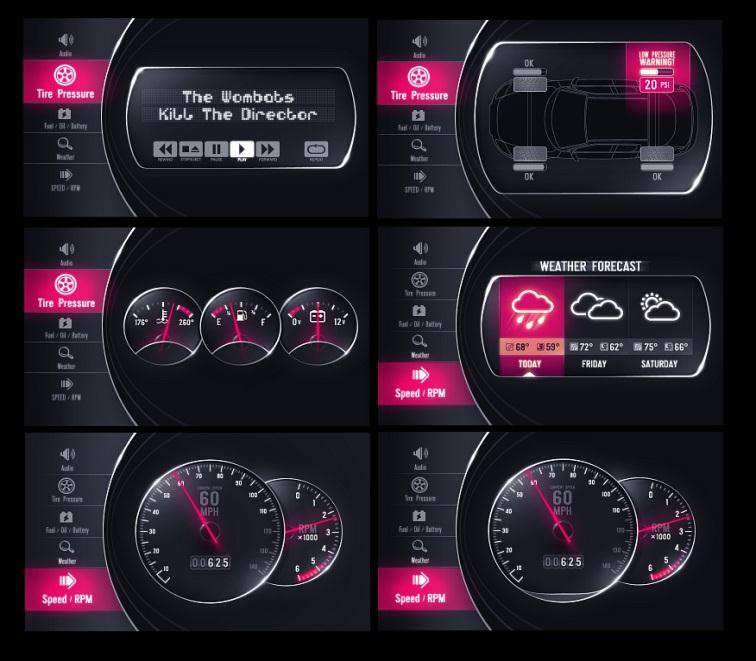 Audio
Tire Pressure
Fuel / Oil / Battery
Weather
SPEED / RPM
The Wombats
Kill The Director
REWIND
STOP/EJECT
PAUSE
PLAY
FORWARD
REPEAT
Audio
Tire Pressure
Fuel / Oil / Battery
Weather
SPEED / RPM
OK
LOW PRESSURE
WARNING!
20 PSI
OK
OK
Audio
Tire Pressure
Fuel / Oil / Battery
Weather
SPEED / RPM
176° 260°
E F
0v 12v
Audio
Tire Pressure
Fuel / Oil / Battery
Weather
Speed / RPM
WEATHER FORECAST
68° 59° 72° 62° 75° 66°
TODAY FRIDAY SATURDAY
Audio
Tire Pressure
Fuel / Oil / Battery
Weather
Speed / RPM
10 20 30 40 50 60 70 80 90 100 110 120 130 140
CURRENT SPEED
60
MPH
00625
0 1 2 3 4 5 6
RPM
×1000
Audio
Tire Pressure
Fuel / Oil / Battery
Weather
Speed / RPM
10 20 30 40 50 60 70 80 90 100 110 120 130 140
CURRENT SPEED
60
MPH
00625
0 1 2 3 4 5 6
RPM
×1000